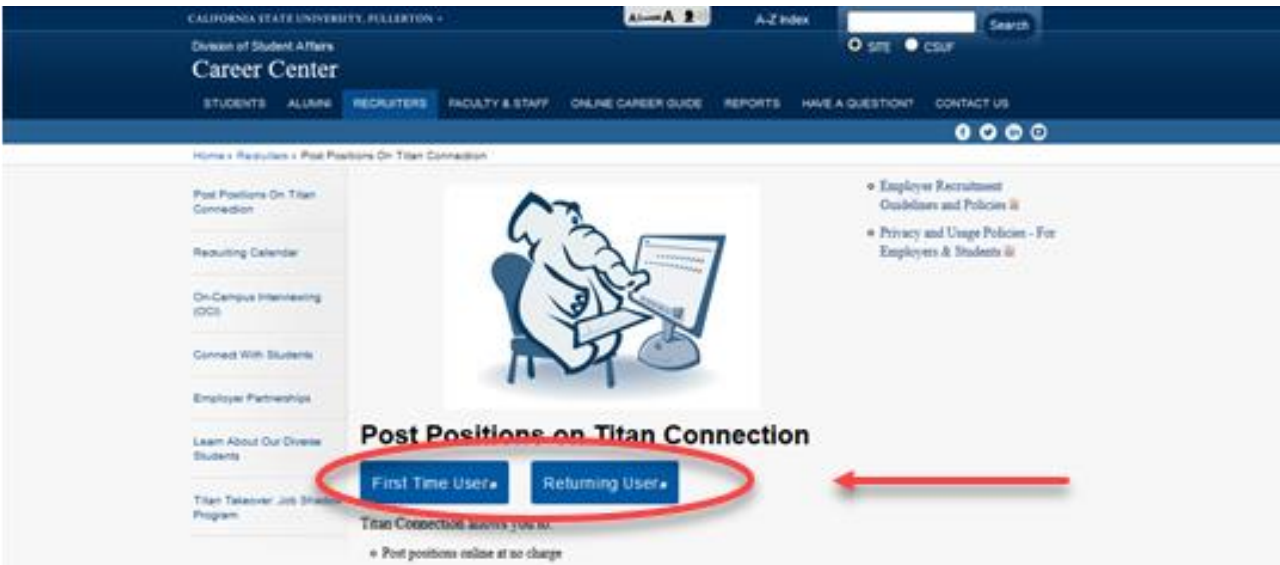 CALIFORNIA STATE UNIVERSITY, FULLERTON
A-Z Index
Search
SITE CSUF
Division of Student Affairs
Career Center
STUDENTS ALUMNI RECRUITERS FACULTY & STAFF ONLINE CAREER GUIDE REPORTS HAVE A QUESTION? CONTACT US
Home » Recruiters » Post Positions On Titan Connection
Post Positions On Titan
Connection
Recruiting Calendar
On-Campus Interviewing
(OCI)
Connect With Students
Employer Partnerships
Learn About Our Diverse
Students
Titan Takeover: Job Shadow
Program
Employer Recruitment
Guidelines and Policies
Privacy and Usage Policies - For
Employers & Students
Post Positions on Titan Connection
First Time User
Returning User
Titan Connection allows you to:
Post positions online at no charge